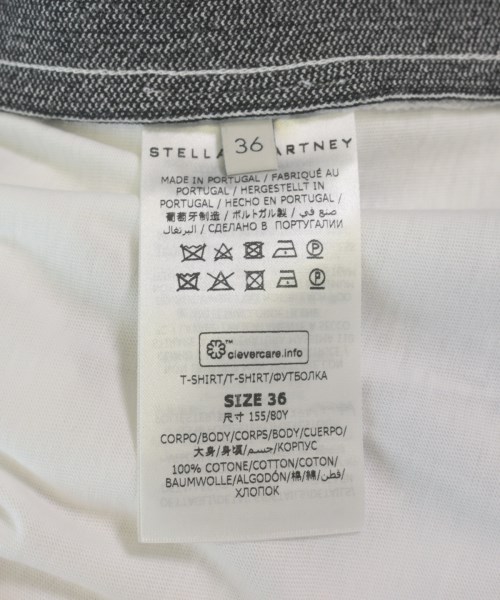 36
STELLA McCARTNEY
MADE IN PORTUGAL / FABRIQUÉ AU
PORTUGAL / HERGESTELLT IN
PORTUGAL / HECHO EN PORTUGAL /
葡萄牙制造 / ポルトガル製 / صنع في
البرتغال / СДЕЛАНО В ПОРТУГАЛИИ
P
P
™
clevercare.info
T-SHIRT/T-SHIRT/ФУТБОЛКА
SIZE 36
尺寸 155/80Y
CORPO/BODY/CORPS/BODY/CUERPO/
大身/身頃/جسم/КОРПУС
100% COTONE/COTTON/COTON/
BAUMWOLLE/ALGODÓN/棉/綿/قطن/
ХЛОПОК